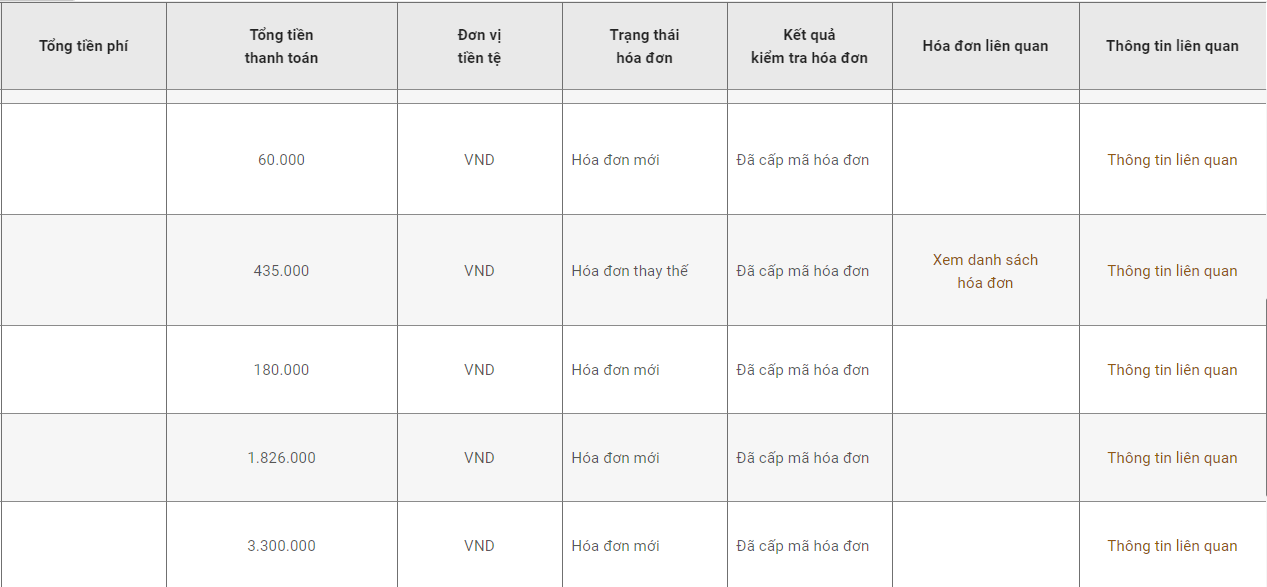 Tổng tiền phí
Tổng tiền
thanh toán
Đơn vị
tiền tệ
Trạng thái
hóa đơn
Kết quả
kiểm tra hóa đơn
Hóa đơn liên quan
Thông tin liên quan
60.000 VND Hóa đơn mới Đã cấp mã hóa đơn Thông tin liên quan
435.000 VND Hóa đơn thay thế Đã cấp mã hóa đơn
Xem danh sách
hóa đơn
Thông tin liên quan
180.000 VND Hóa đơn mới Đã cấp mã hóa đơn Thông tin liên quan
1.826.000 VND Hóa đơn mới Đã cấp mã hóa đơn Thông tin liên quan
3.300.000 VND Hóa đơn mới Đã cấp mã hóa đơn Thông tin liên quan